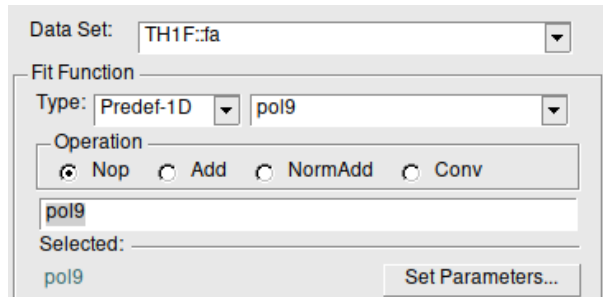 Data Set: TH1F::fa
Fit Function
Type: Predef-1D pol9
Operation
Nop Add NormAdd Conv
pol9
Selected:
pol9 Set Parameters...